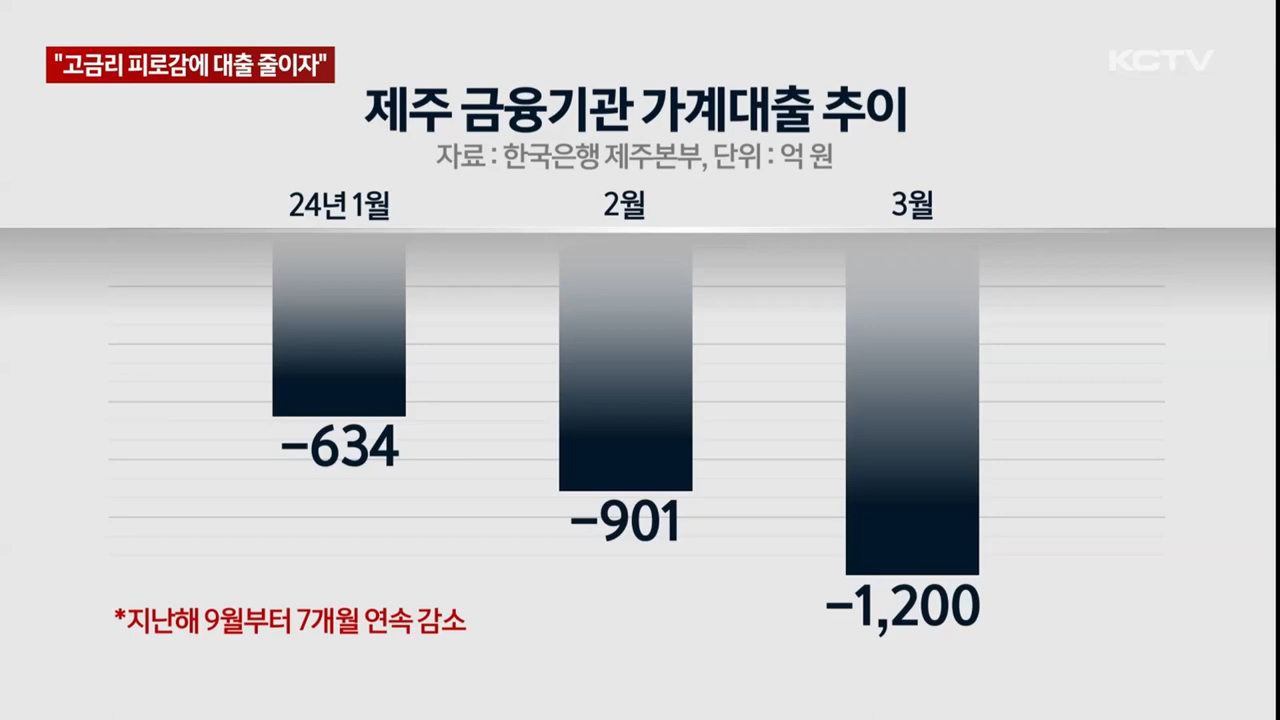 "고금리 피로감에 대출 줄이자"
KCTV
제주 금융기관 가계대출 추이
자료 : 한국은행 제주본부, 단위 : 억 원
24년 1월 2월 3월
-634
-901
-1,200
*지난해 9월부터 7개월 연속 감소